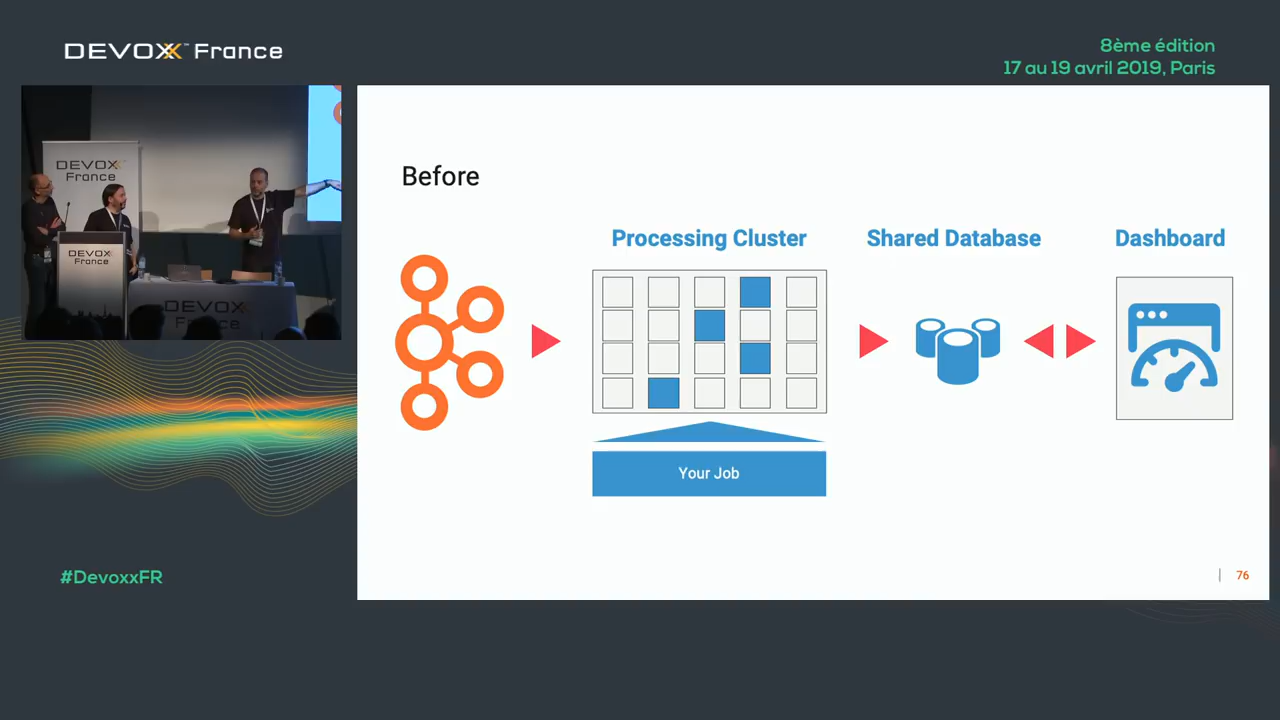 DEVOXX™ France
8ème édition
17 au 19 avril 2019, Paris
DEVOXX
France
DEVOXX
France
DEVOXX
France
Before
Processing Cluster
Shared Database
Dashboard
Your Job
#DevoxxFR
76